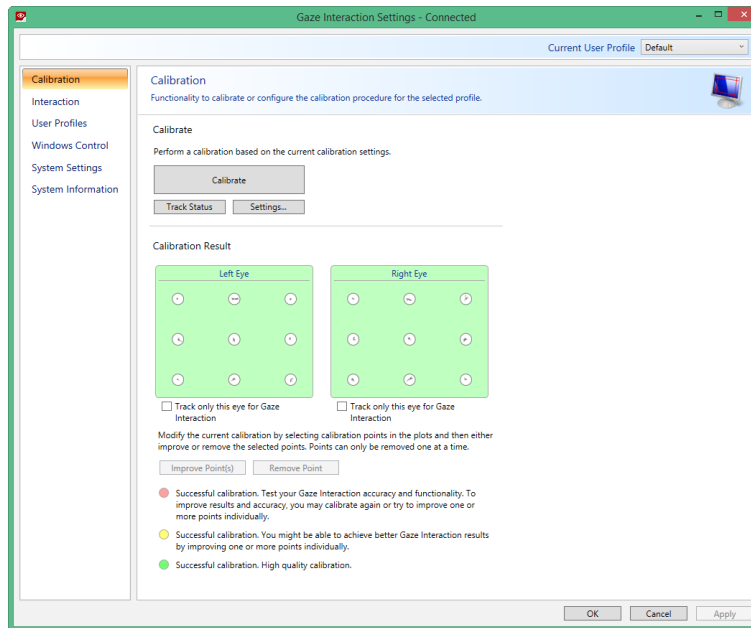 Gaze Interaction Settings - Connected
Current User Profile Default
Calibration
Interaction
User Profiles
Windows Control
System Settings
System Information
Calibration
Functionality to calibrate or configure the calibration procedure for the selected profile.
Calibrate
Perform a calibration based on the current calibration settings.
Calibrate
Track Status Settings...
Calibration Result
Left Eye Right Eye
Track only this eye for Gaze
Interaction
Track only this eye for Gaze
Interaction
Modify the current calibration by selecting calibration points in the plots and then either
improve or remove the selected points. Points can only be removed one at a time.
Improve Point(s) Remove Point
Successful calibration. Test your Gaze Interaction accuracy and functionality. To
improve results and accuracy, you may calibrate again or try to improve one or
more points individually.
Successful calibration. You might be able to achieve better Gaze Interaction results
by improving one or more points individually.
Successful calibration. High quality calibration.
OK Cancel Apply